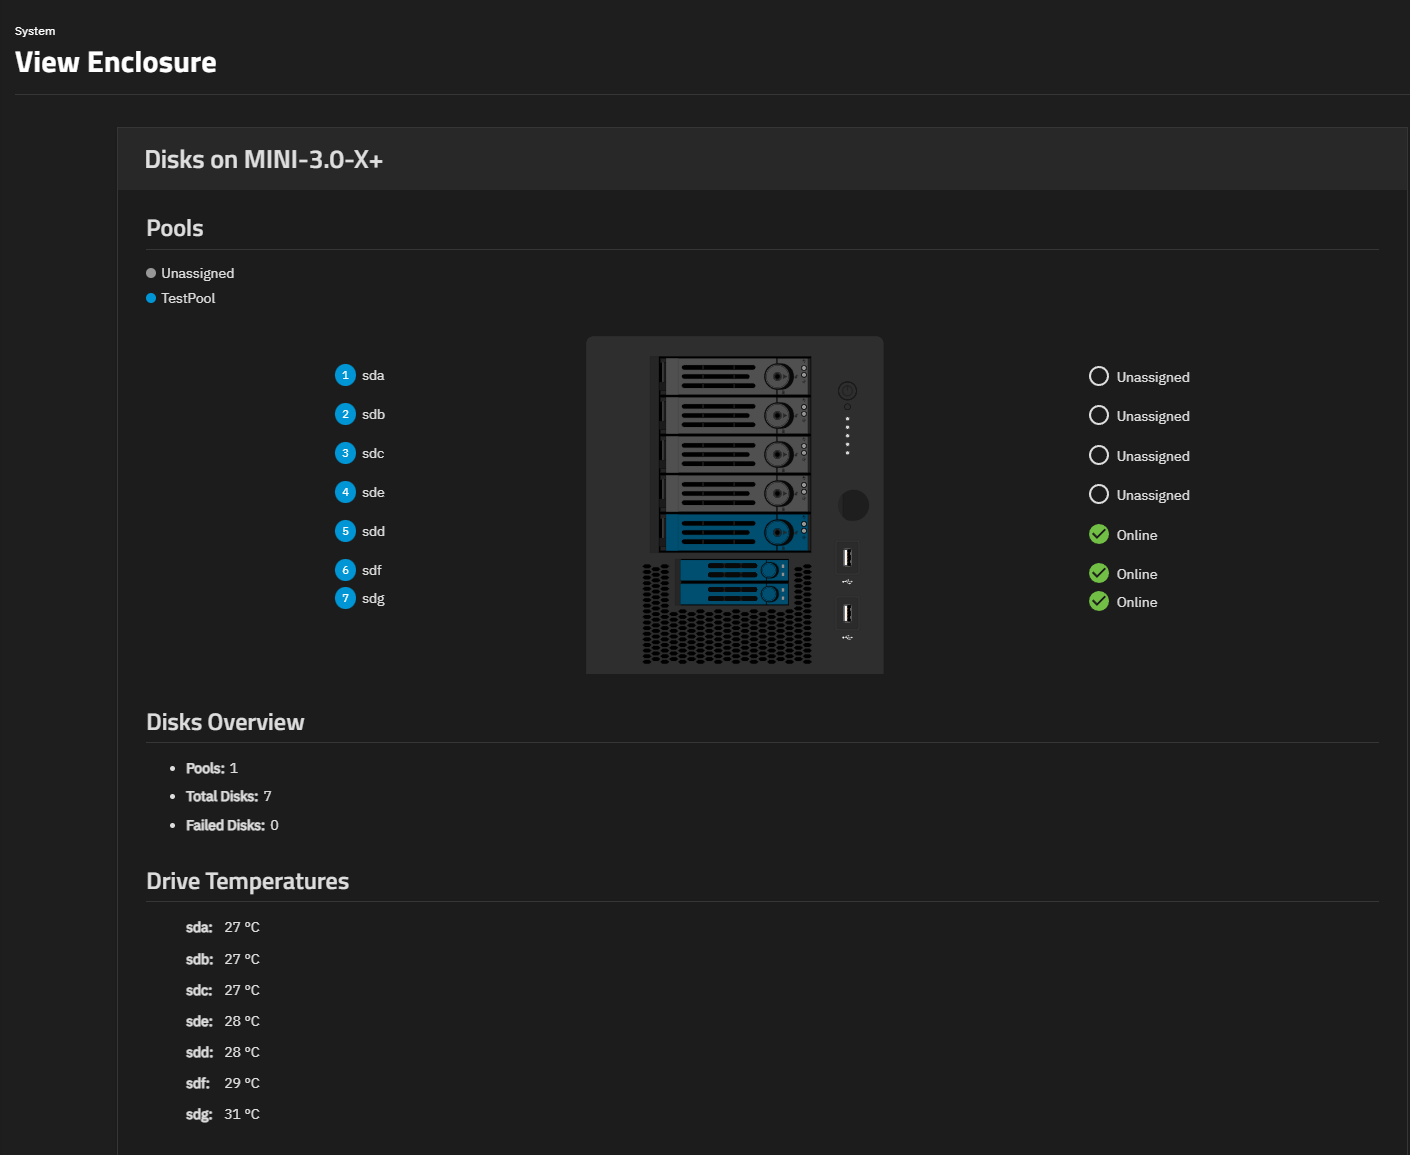 System
View Enclosure
Disks on MINI-3.0-X+
Pools
Unassigned
TestPool
1 sda Unassigned
2 sdb Unassigned
3 sdc Unassigned
4 sde Unassigned
5 sdd Online
6 sdf Online
7 sdg Online
Disks Overview
Pools: 1
Total Disks: 7
Failed Disks: 0
Drive Temperatures
sda: 27 °C
sdb: 27 °C
sdc: 27 °C
sde: 28 °C
sdd: 28 °C
sdf: 29 °C
sdg: 31 °C